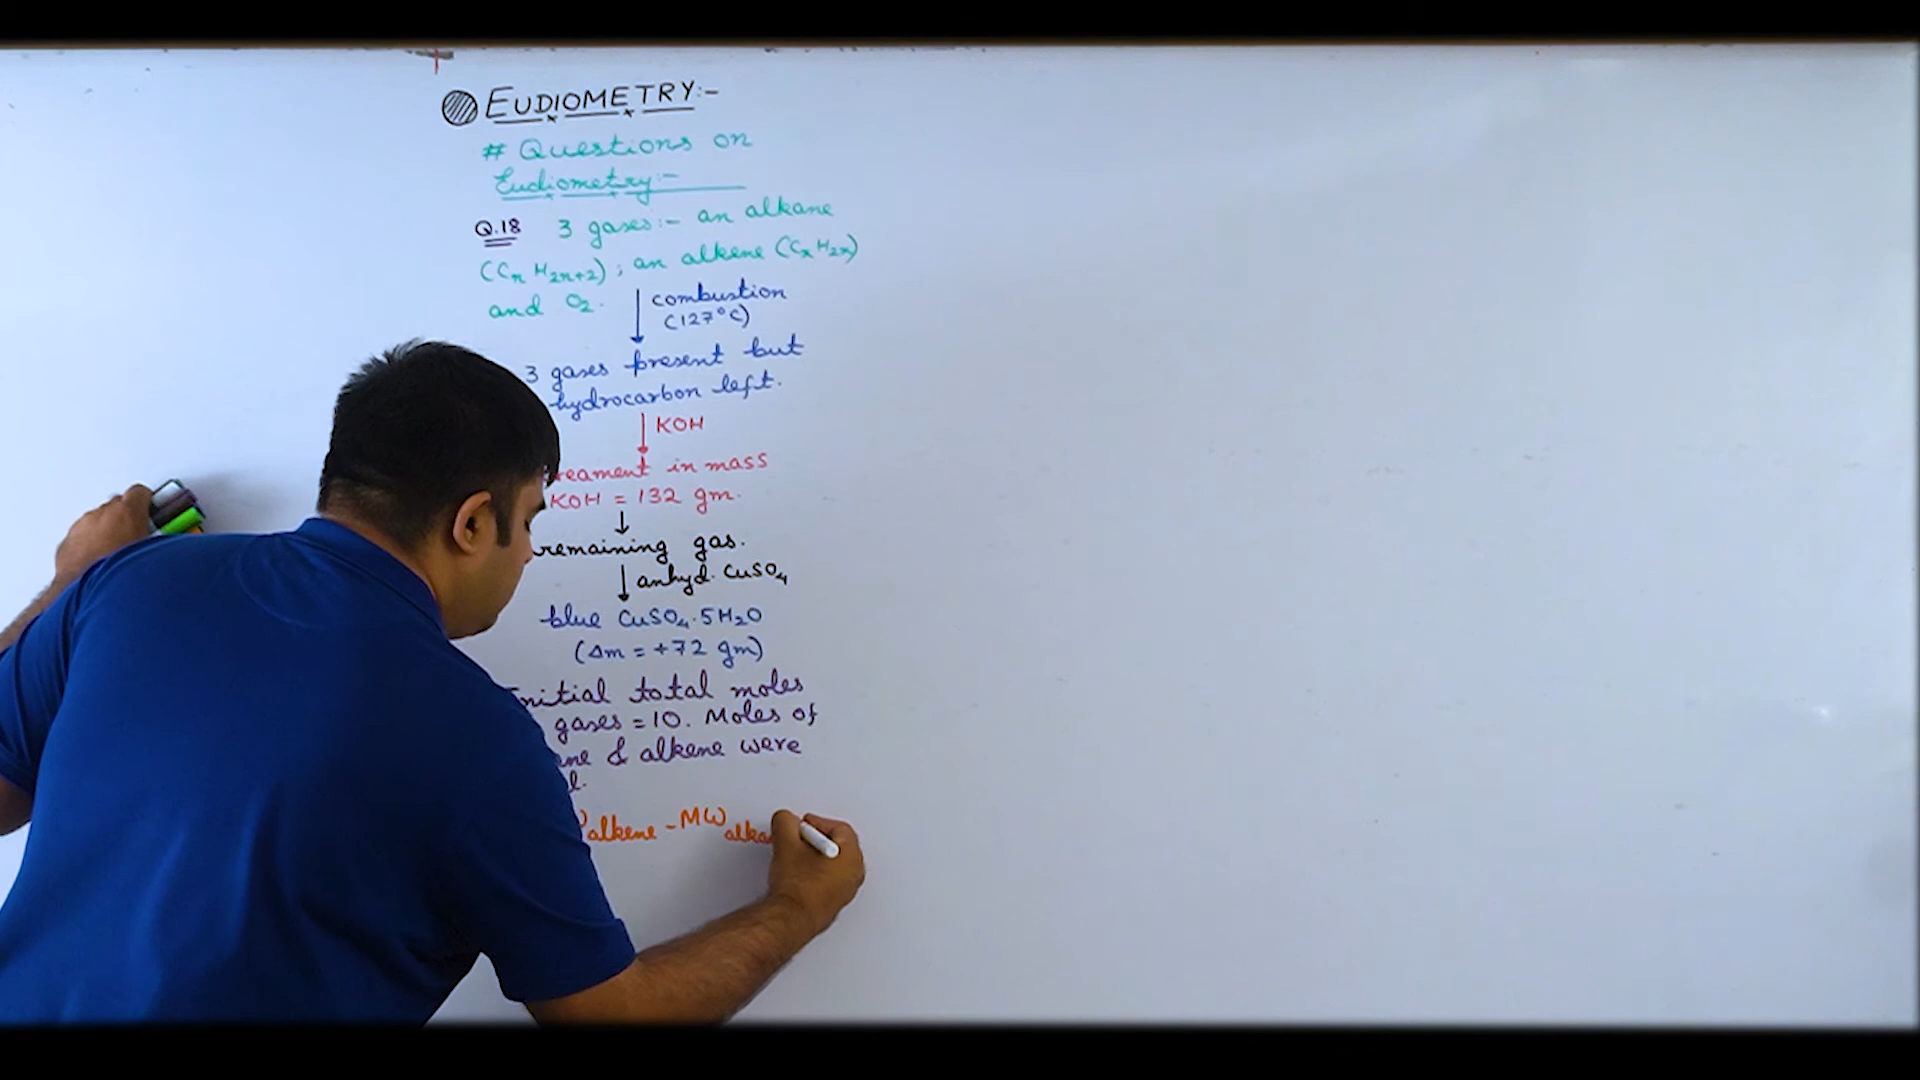 EUDIOMETRY:-
# Questions on
Eudiometry:-
Q.18 3 gases:- an alkane
(CnH2n+2); an alkene (CxH2x)
and O2.
combustion
(127°C)
3 gases present but
hydrocarbon left.
KOH
in mass
KOH = 132 gm.
remaining gas.
anhyd. CuSO4
blue CuSO4.5H2O
(Δm = +72 gm)
Initial total moles
gases = 10. Moles of
& alkene were
alkene - MW